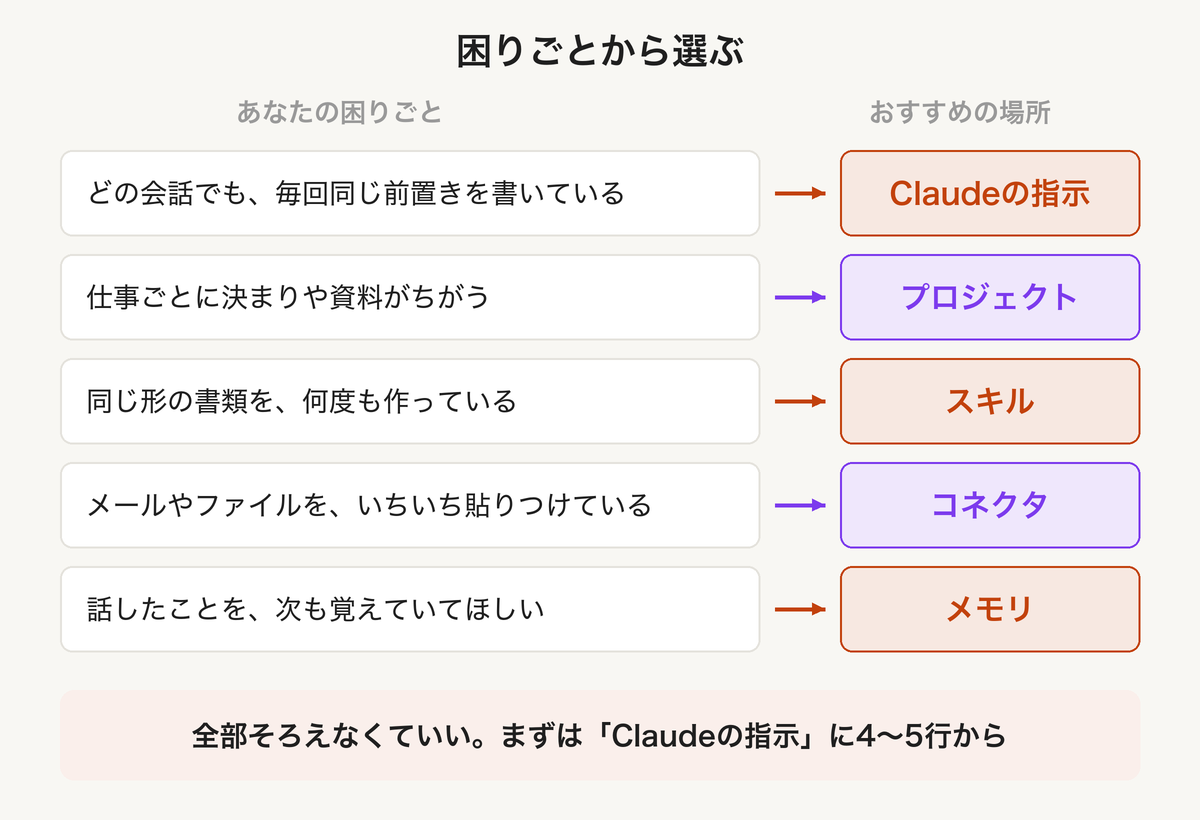 困りごとから選ぶ
あなたの困りごと
おすすめの場所
どの会話でも、毎回同じ前置きを書いている
Claudeの指示
仕事ごとに決まりや資料がちがう
プロジェクト
同じ形の書類を、何度も作っている
スキル
メールやファイルを、いちいち貼りつけている
コネクタ
話したことを、次も覚えていてほしい
メモリ
全部そろえなくていい。まずは「Claudeの指示」に4〜5行から